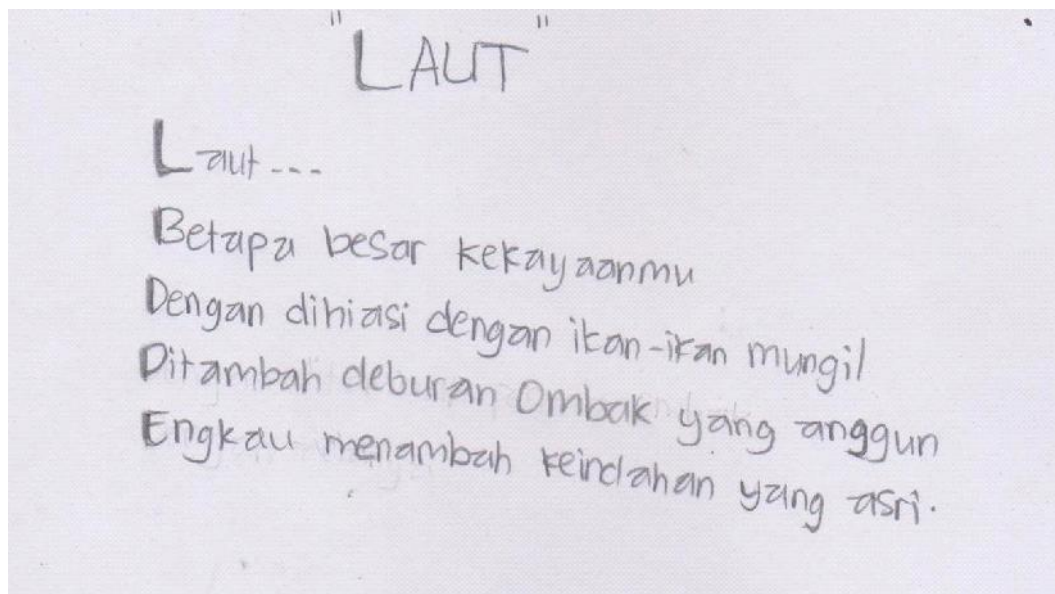 "LAUT"
Laut---
Betapa besar kekayaanmu
Dengan dihiasi dengan ikan-ikan mungil
Ditambah deburan Ombak yang anggun
Engkau menambah keindahan yang asri.